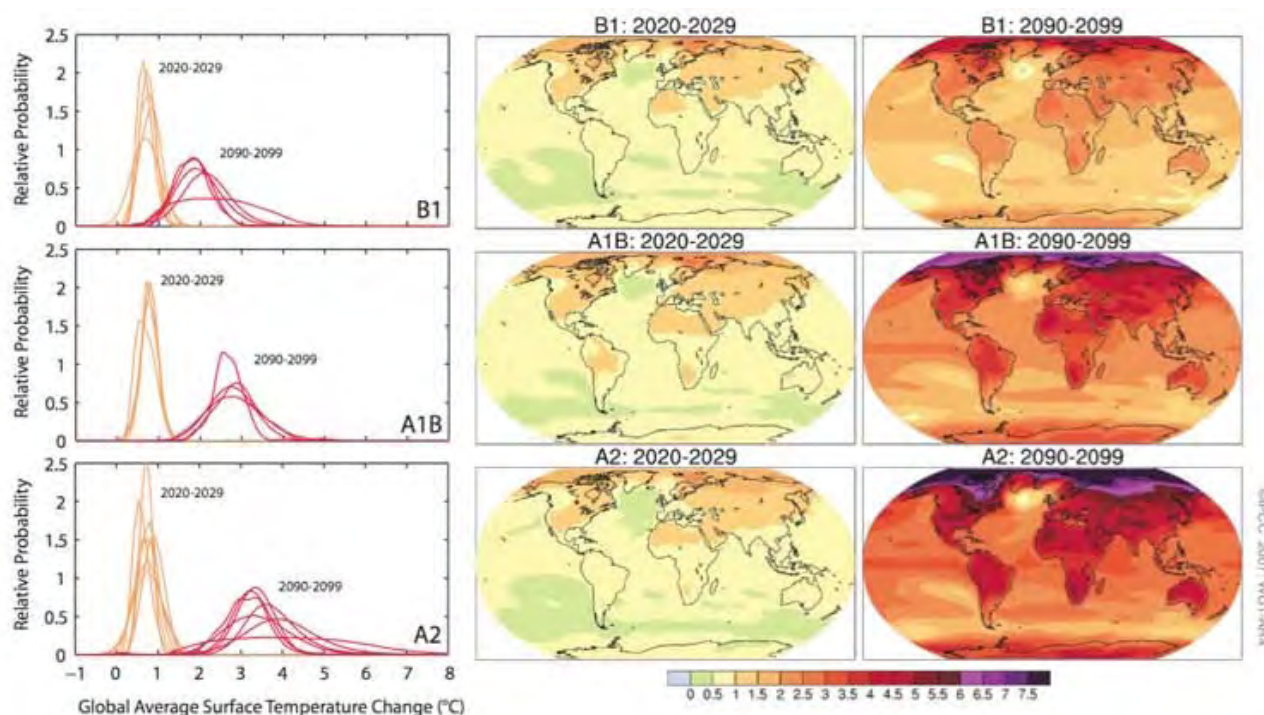 B1: 2020-2029
B1: 2090-2099
2.5
2
1.5
1
0.5
0
Relative Probability
2020-2029
2090-2099
B1
A1B: 2020-2029
A1B: 2090-2099
2.5
2
1.5
1
0.5
0
Relative Probability
2020-2029
2090-2099
A1B
A2: 2020-2029
A2: 2090-2099
2.5
2
1.5
1
0.5
0
Relative Probability
2020-2029
2090-2099
A2
-1 0 1 2 3 4 5 6 7 8
Global Average Surface Temperature Change (°C)
0 0.5 1 1.5 2 2.5 3 3.5 4 4.5 5 5.5 6 6.5 7 7.5